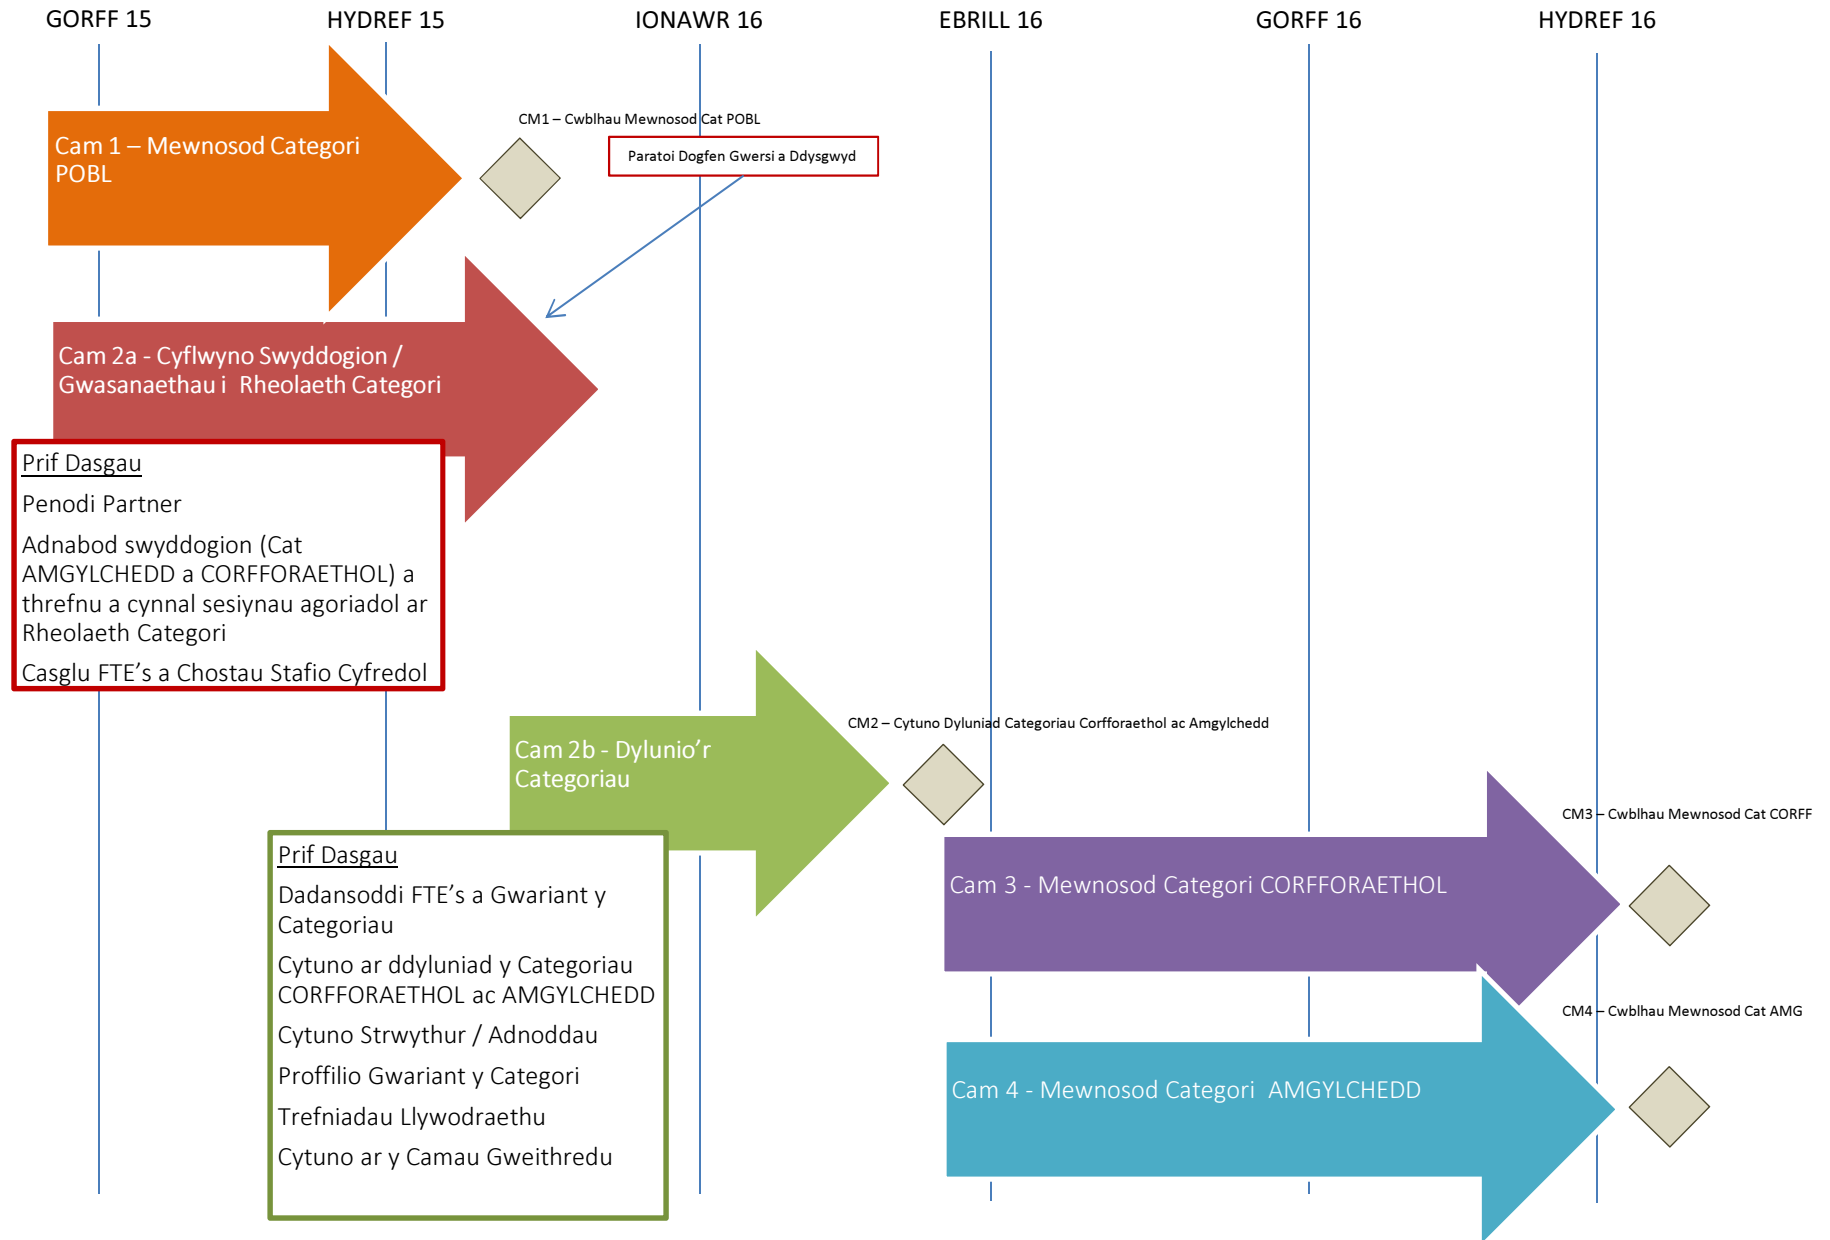 GORFF 15
HYDREF 15
IONAWR 16
EBRILL 16
GORFF 16
HYDREF 16
Cam 1 – Mewnosod Categori
POBL
CM1 – Cwblhau Mewnosod Cat POBL
Paratoi Dogfen Gwersi a Ddysgwyd
Cam 2a - Cyflwyno Swyddogion /
Gwasanaethau i Rheolaeth Categori
Prif Dasgau
Penodi Partner
Adnabod swyddogion (Cat
AMGYLCHEDD a CORFFORAETHOL) a
threfnu a cynnal sesiynau agoriadol ar
Rheolaeth Categori
Casglu FTE’s a Chostau Stafio Cyfredol
Cam 2b - Dylunio’r
Categoriau
CM2 – Cytuno Dyluniad Categoriau Corfforaethol ac Amgylchedd
Prif Dasgau
Dadansoddi FTE’s a Gwariant y
Categoriau
Cytuno ar ddyluniad y Categoriau
CORFFORAETHOL ac AMGYLCHEDD
Cytuno Strwythur / Adnoddau
Proffilio Gwariant y Categori
Trefniadau Llywodraethu
Cytuno ar y Camau Gweithredu
Cam 3 - Mewnosod Categori CORFFORAETHOL
CM3 – Cwblhau Mewnosod Cat CORFF
Cam 4 - Mewnosod Categori AMGYLCHEDD
CM4 – Cwblhau Mewnosod Cat AMG